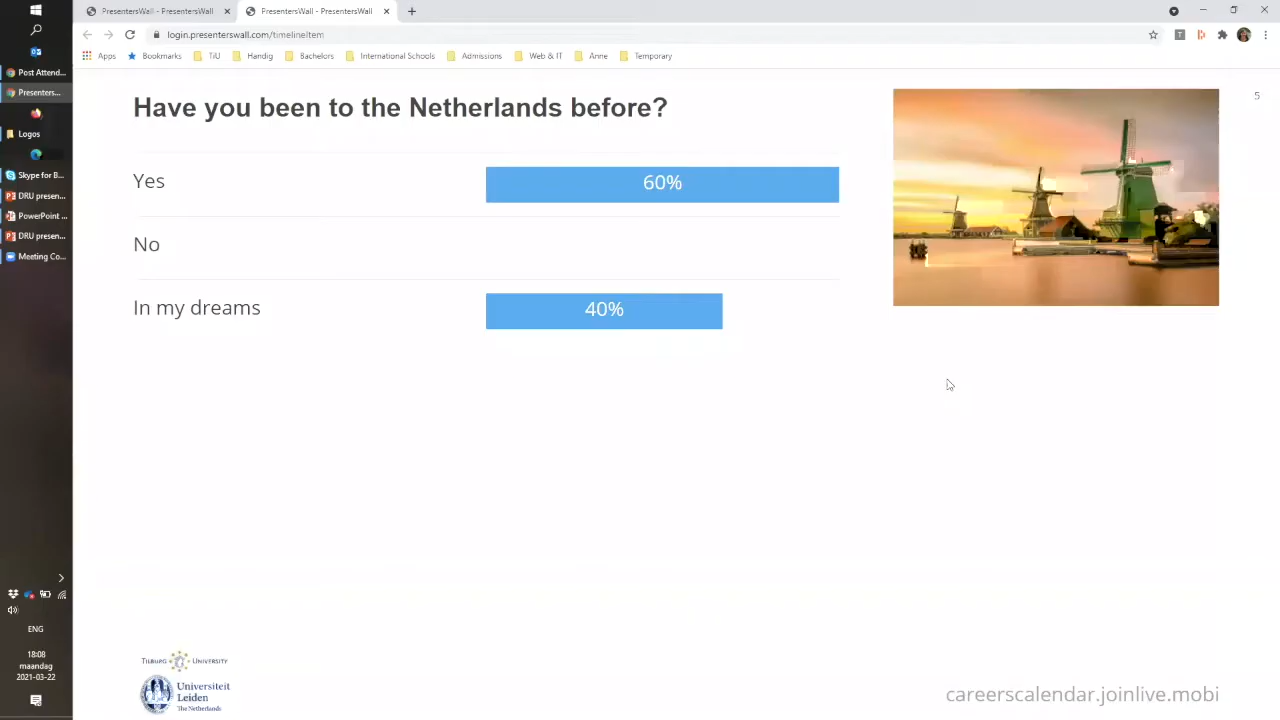 PresentersWall - PresentersWall
PresentersWall - PresentersWall
login.presenterswall.com/timelineItem
Apps
Bookmarks
TiU
Handig
Bachelors
International Schools
Admissions
Web & IT
Anne
Temporary
Post Attend...
Presenters...
Logos
Skype for B...
DRU presen...
PowerPoint ...
DRU presen...
Meeting Co...
ENG
18:08
maandag
2021-03-22
Have you been to the Netherlands before?
5
Yes
60%
No
In my dreams
40%
TILBURG UNIVERSITY
Universiteit
Leiden
The Netherlands
careerscalendar.joinlive.mobi